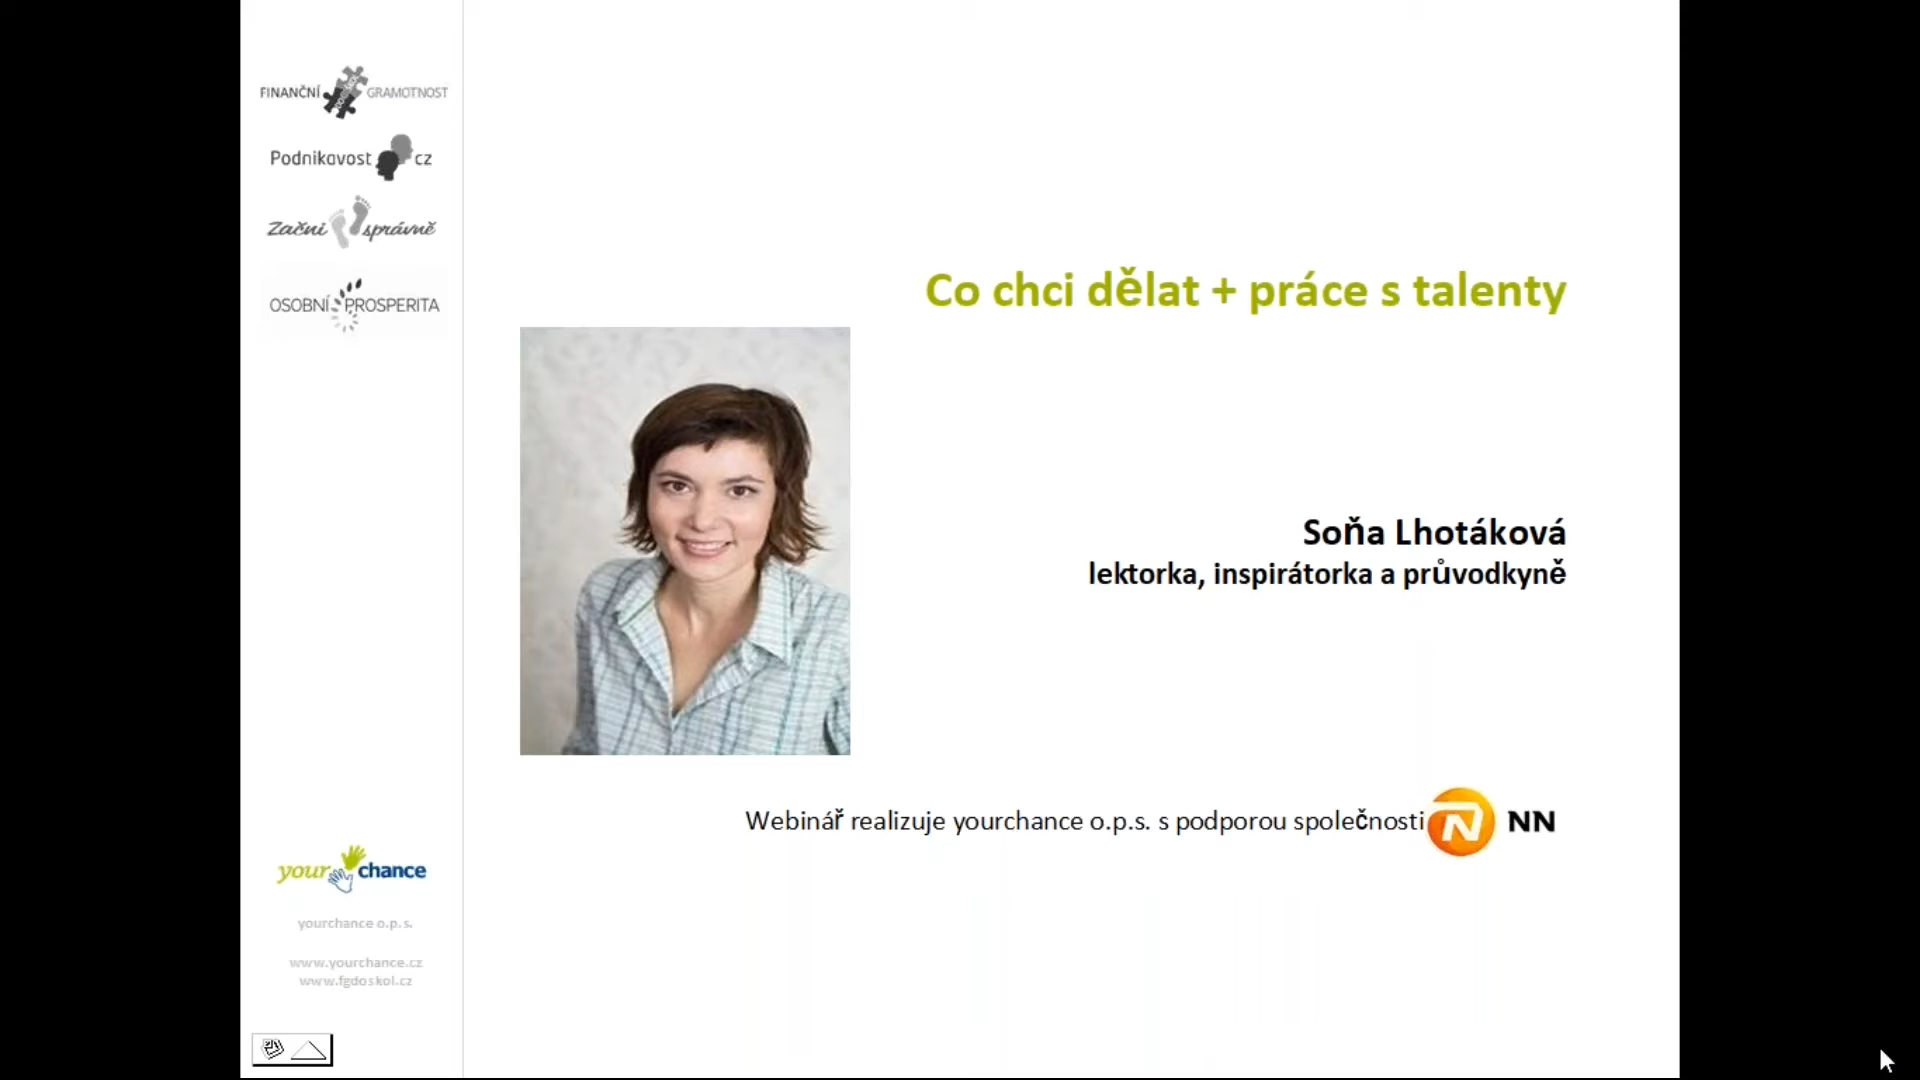 FINANČNÍ GRAMOTNOST
Podnikavost cz
Začni správně
OSOBNÍ PROSPERITA
Co chci dělat + práce s talenty
Soňa Lhotáková
lektorka, inspirátorka a průvodkyně
Webinář realizuje yourchance o.p.s. s podporou společnosti NN
your chance
yourchance o.p.s.
www.yourchance.cz
www.fgdoskol.cz